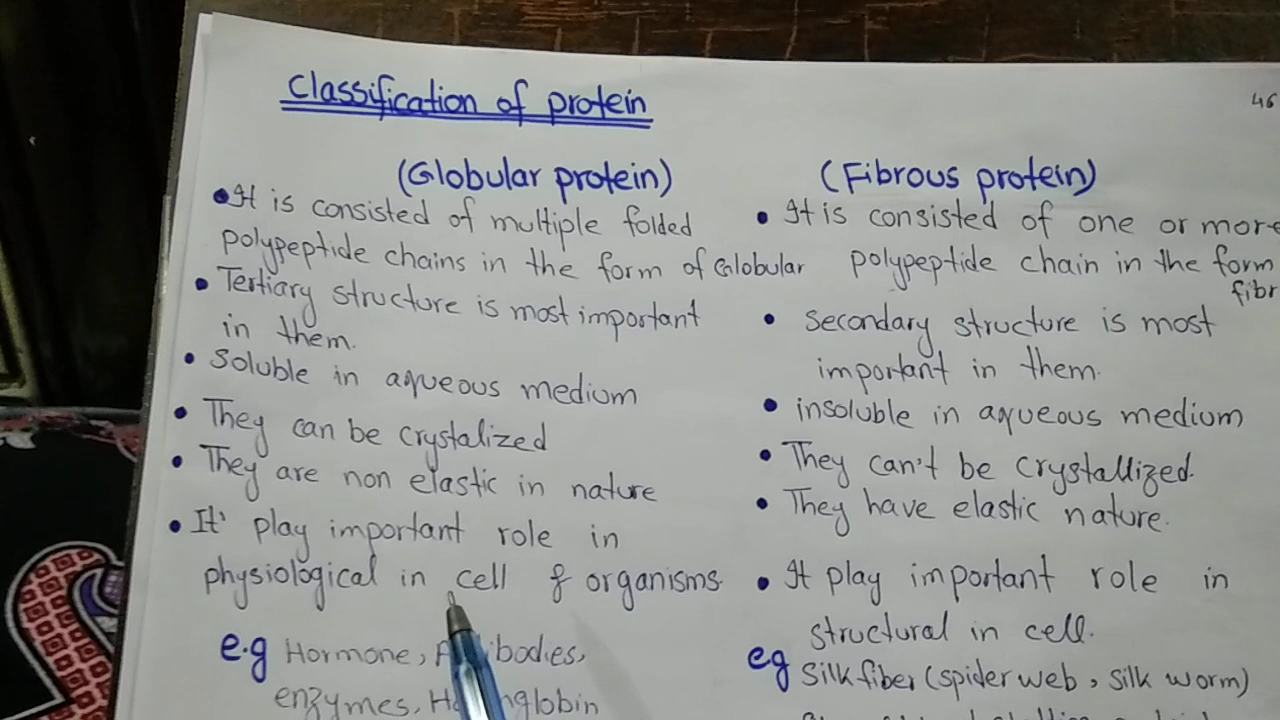 Classification of protein
46
(Globular protein)
• It is consisted of multiple folded
polypeptide chains in the form of Globular
• Tertiary structure is most important
in them.
• Soluble in aqueous medium
• They can be crystalized
• They are non elastic in nature
• It' play important role in
physiological in cell & organisms.
e.g Hormone,
enzymes,
(Fibrous protein)
• It is consisted of one or more
polypeptide chain in the form
• secondary structure is most
important in them.
• insoluble in aqueous medium
• They can't be crystallized.
• They have elastic nature.
• It play important role in
structural in cell.
eg Silk fiber (spider web, silk worm)